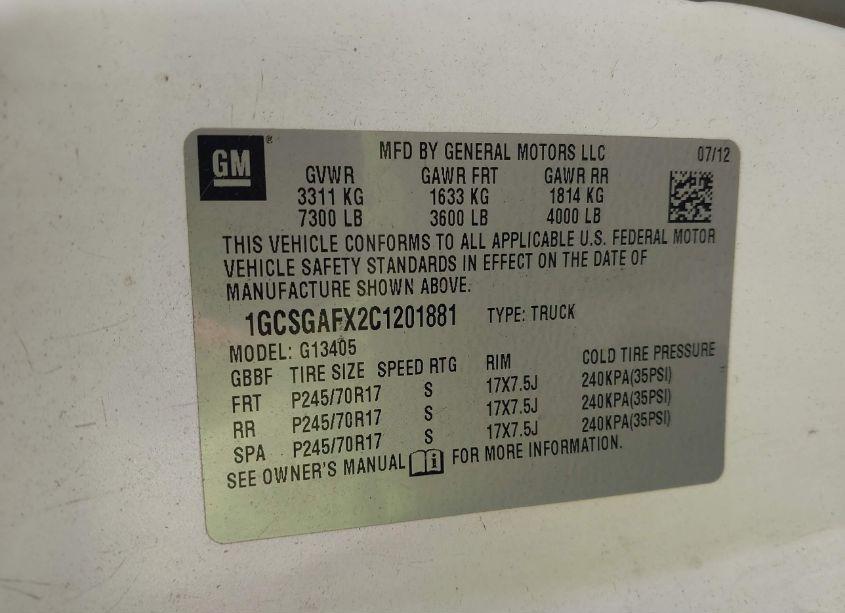 GM ®
MFD BY GENERAL MOTORS LLC 07/12
GVWR GAWR FRT GAWR RR
3311 KG 1633 KG 1814 KG
7300 LB 3600 LB 4000 LB
THIS VEHICLE CONFORMS TO ALL APPLICABLE U.S. FEDERAL MOTOR
VEHICLE SAFETY STANDARDS IN EFFECT ON THE DATE OF
MANUFACTURE SHOWN ABOVE.
1GCSGAFX2C1201881 TYPE: TRUCK
MODEL: G13405
GBBF TIRE SIZE SPEED RTG RIM COLD TIRE PRESSURE
FRT P245/70R17 S 17X7.5J 240KPA(35PSI)
RR P245/70R17 S 17X7.5J 240KPA(35PSI)
SPA P245/70R17 S 17X7.5J 240KPA(35PSI)
SEE OWNER'S MANUAL i FOR MORE INFORMATION.